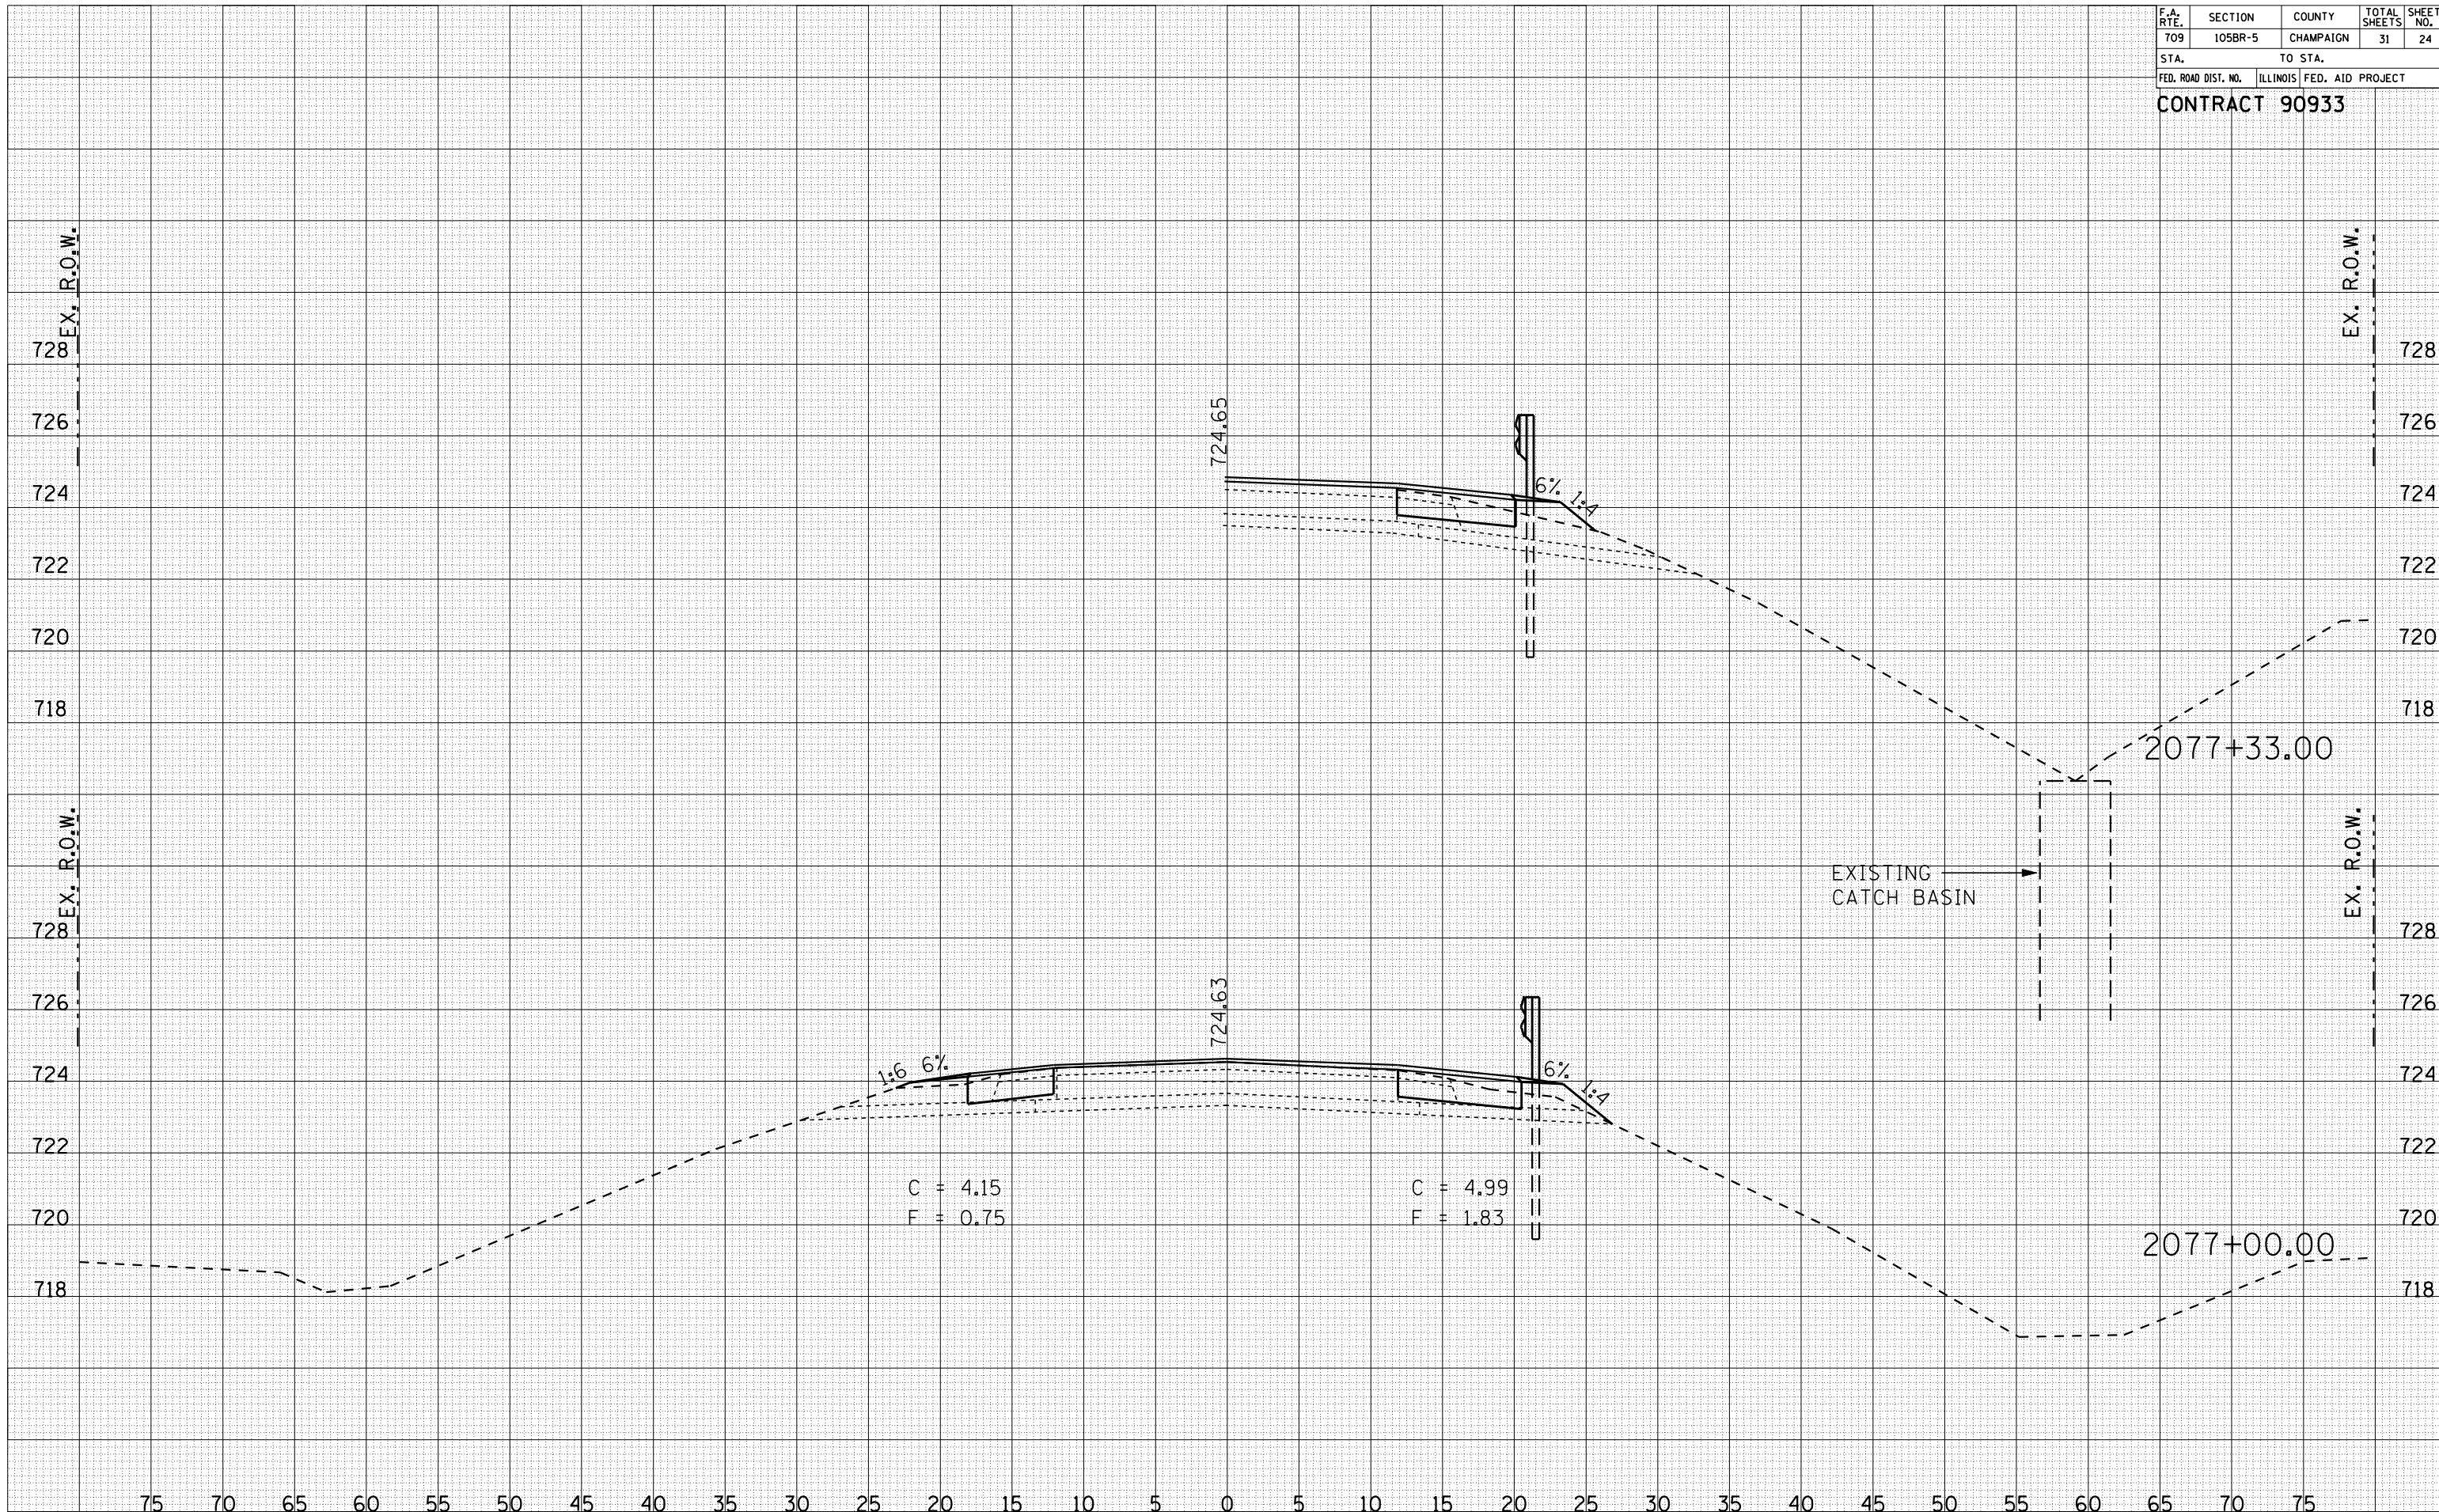 F.A. RTE. SECTION COUNTY TOTAL SHEETS SHEET NO.
709 105BR-5 CHAMPAIGN 31 24
STA. TO STA.
FED. ROAD DIST. NO. ILLINOIS FED. AID PROJECT
CONTRACT 90933
EX. R.O.W. EX. R.O.W.
728 728
726 724.65 726
724 6% 1:4 724
722 722
720 720
718 718
2077+33.00
EX. R.O.W. EX. R.O.W.
EXISTING
CATCH BASIN
728 728
726 724.63 726
724 1:6 6% 6% 1:4 724
722 722
C = 4.15 C = 4.99
F = 0.75 F = 1.83
720 720
2077+00.00
718 718
75 70 65 60 55 50 45 40 35 30 25 20 15 10 5 0 5 10 15 20 25 30 35 40 45 50 55 60 65 70 75